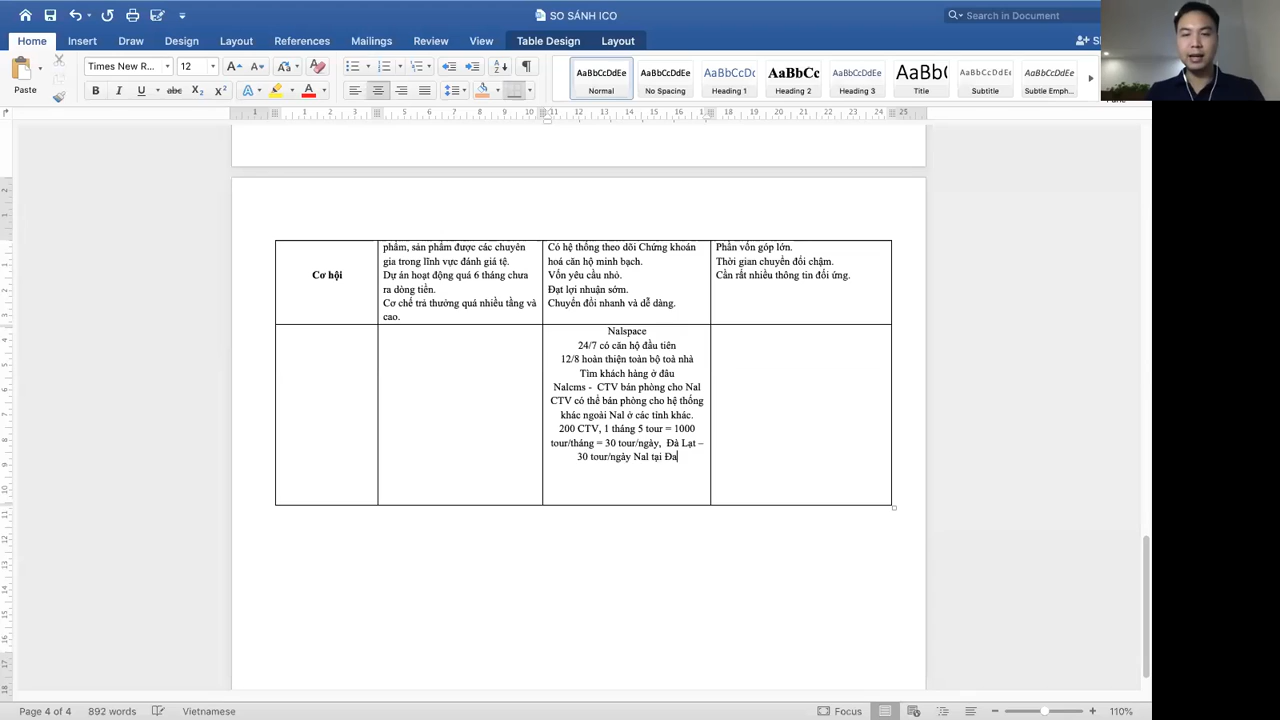 SO SÁNH ICO
Search in Document
Home
Insert
Draw
Design
Layout
References
Mailings
Review
View
Table Design
Layout
Paste
Times New R...
12
AaBbCcDdEe
Normal
AaBbCcDdEe
No Spacing
AaBbCcDc
Heading 1
AaBbCc
Heading 2
AaBbCcDdEe
Heading 3
AaBbC
Title
AaBbCcDdEe
Subtitle
AaBbCcDdEe
Subtle Emph...
Cơ hội
phẩm, sản phẩm được các chuyên
gia trong lĩnh vực đánh giá tệ.
Dự án hoạt động quá 6 tháng chưa
ra dòng tiền.
Cơ chế trả thưởng quá nhiều tầng và
cao.
Có hệ thống theo dõi Chứng khoán
hoá căn hộ minh bạch.
Vốn yêu cầu nhỏ.
Đạt lợi nhuận sớm.
Chuyển đổi nhanh và dễ dàng.
Phần vốn góp lớn.
Thời gian chuyển đổi chậm.
Cần rất nhiều thông tin đối ứng.
Nalspace
24/7 có căn hộ đầu tiên
12/8 hoàn thiện toàn bộ toà nhà
Tìm khách hàng ở đâu
Nalcms - CTV bán phòng cho Nal
CTV có thể bán phòng cho hệ thống
khác ngoài Nal ở các tỉnh khác.
200 CTV, 1 tháng 5 tour = 1000
tour/tháng = 30 tour/ngày, Đà Lạt –
30 tour/ngày Nal tại Đa
Page 4 of 4
892 words
Vietnamese
Focus
110%